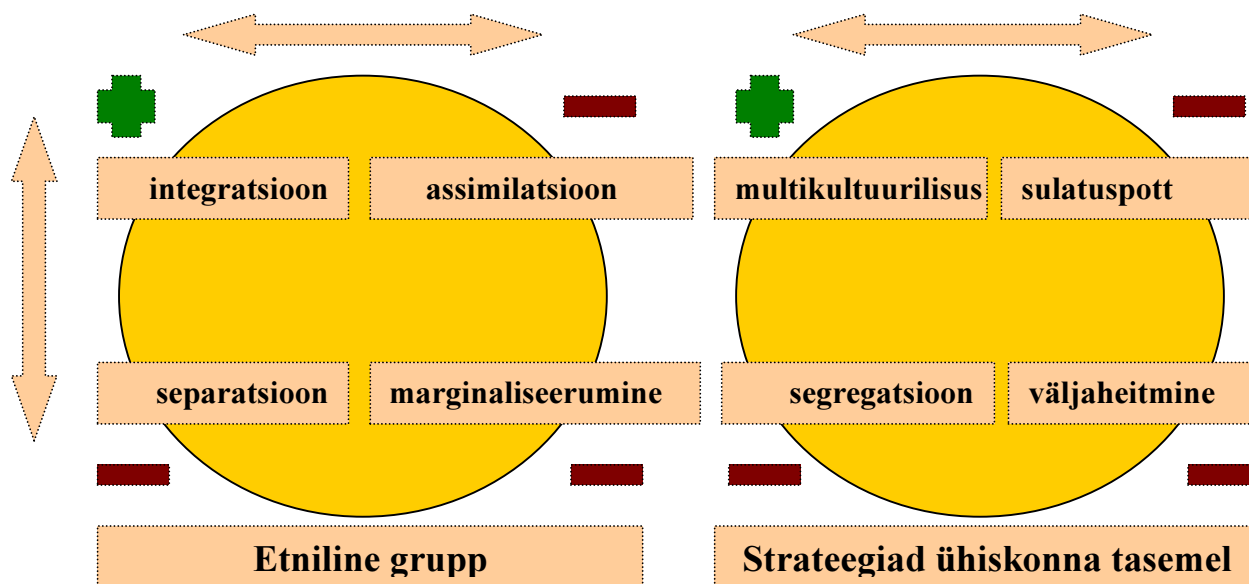 integratsioon
assimilatsioon
multikultuurilisus
sulatuspott
separatsioon
marginaliseerumine
segregatsioon
väljaheitmine
Etniline grupp
Strateegiad ühiskonna tasemel